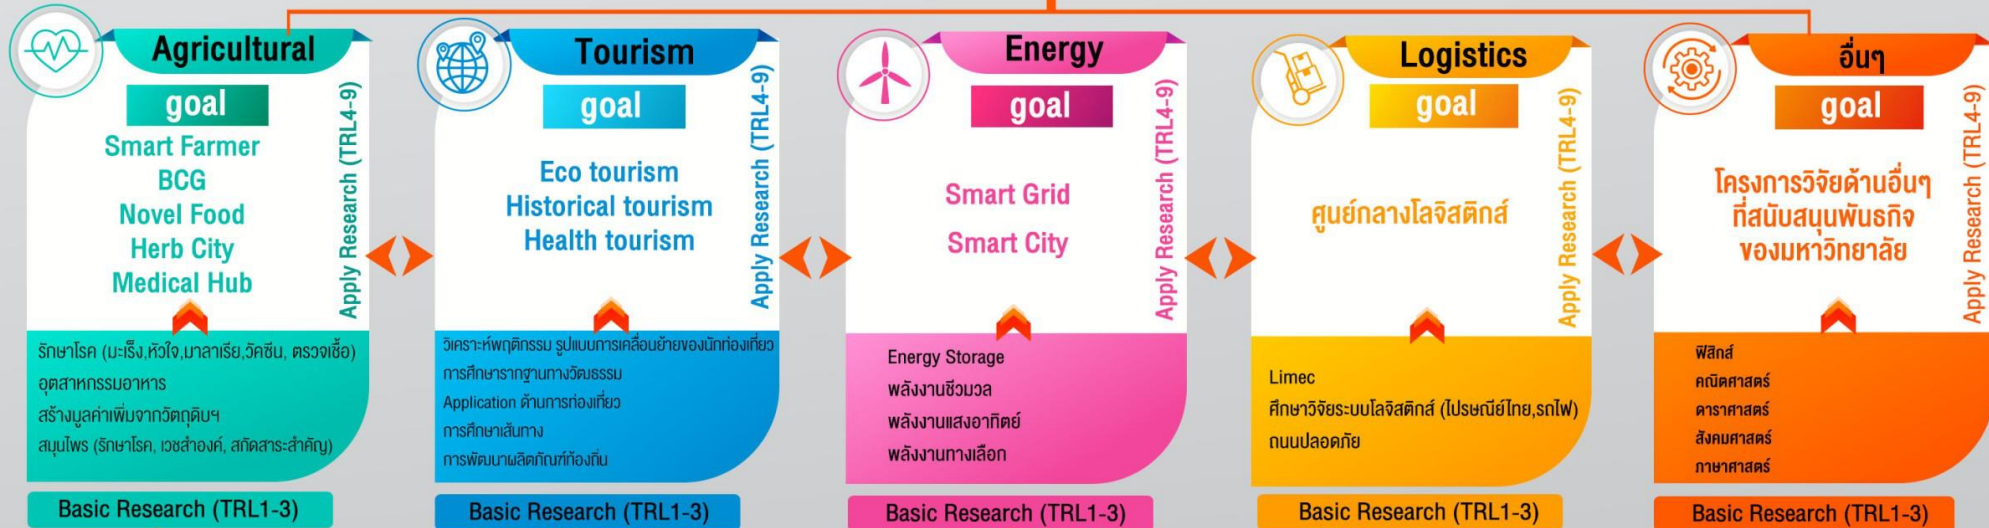 Agricultural
goal
Smart Farmer
BCG
Novel Food
Herb City
Medical Hub
Apply Research (TRL4-9)
รักษาโรค (มะเร็ง,หัวใจ,มาลาเรีย,วัคซีน, ตรวจเชื้อ)
อุตสาหกรรมอาหาร
สร้างมูลค่าเพิ่มจากวัตถุดิบฯ
สมุนไพร (รักษาโรค, เวชสำองค์, สกัดสาระสำคัญ)
Basic Research (TRL1-3)
Tourism
goal
Eco tourism
Historical tourism
Health tourism
Apply Research (TRL4-9)
วิเคราะห์พฤติกรรม รูปแบบการเคลื่อนย้ายของนักท่องเที่ยว
การศึกษารากฐานทางวัฒธรรม
Application ด้านการท่องเที่ยว
การศึกษาเส้นทาง
การพัฒนาผลิตภัณฑ์ท้องถิ่น
Basic Research (TRL1-3)
Energy
goal
Smart Grid
Smart City
Apply Research (TRL4-9)
Energy Storage
พลังงานชีวมวล
พลังงานแสงอาทิตย์
พลังงานทางเลือก
Basic Research (TRL1-3)
Logistics
goal
ศูนย์กลางโลจิสติกส์
Apply Research (TRL4-9)
Limec
ศึกษาวิจัยระบบโลจิสติกส์ (ไปรษณีย์ไทย,รถไฟ)
ถนนปลอดภัย
Basic Research (TRL1-3)
อื่นๆ
goal
โครงการวิจัยด้านอื่นๆ
ที่สนับสนุนพันธกิจ
ของมหาวิทยาลัย
Apply Research (TRL4-9)
ฟิสิกส์
คณิตศาสตร์
ดาราศาสตร์
สังคมศาสตร์
ภาษาศาสตร์
Basic Research (TRL1-3)